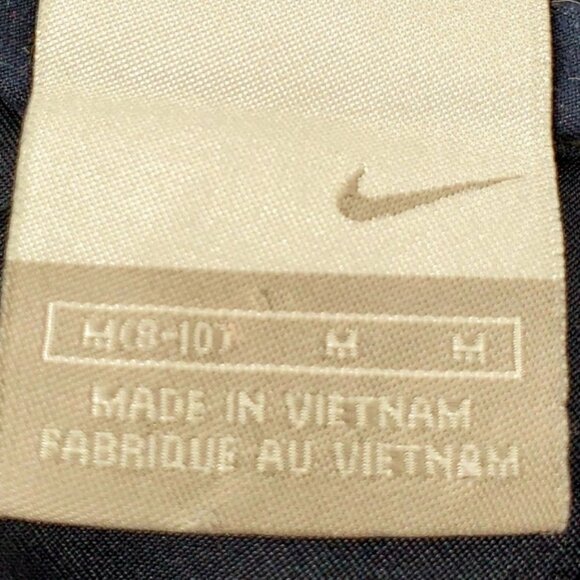 M(8-10) M M
MADE IN VIETNAM
FABRIQUE AU VIETNAM